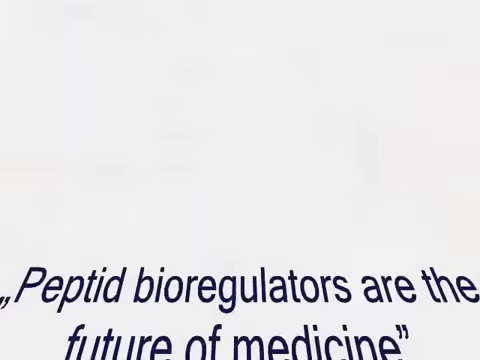 „Peptid bioregulators are the
future of medicine”